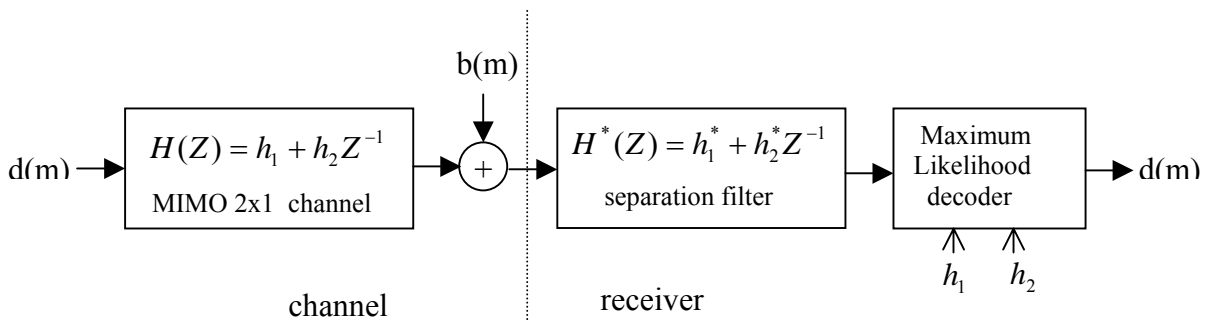 b(m)
d(m)
H(Z) = h₁ + h₂Z⁻¹
MIMO 2x1 channel
+
H*(Z) = h₁* + h₂*Z⁻¹
separation filter
Maximum
Likelihood
decoder
d(m)
h₁ h₂
channel
receiver